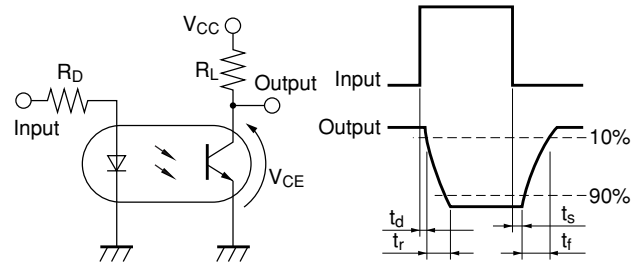 V_CC
R_D
R_L
Output
Input
V_CE
Input
Output
10%
90%
t_d
t_s
t_r
t_f